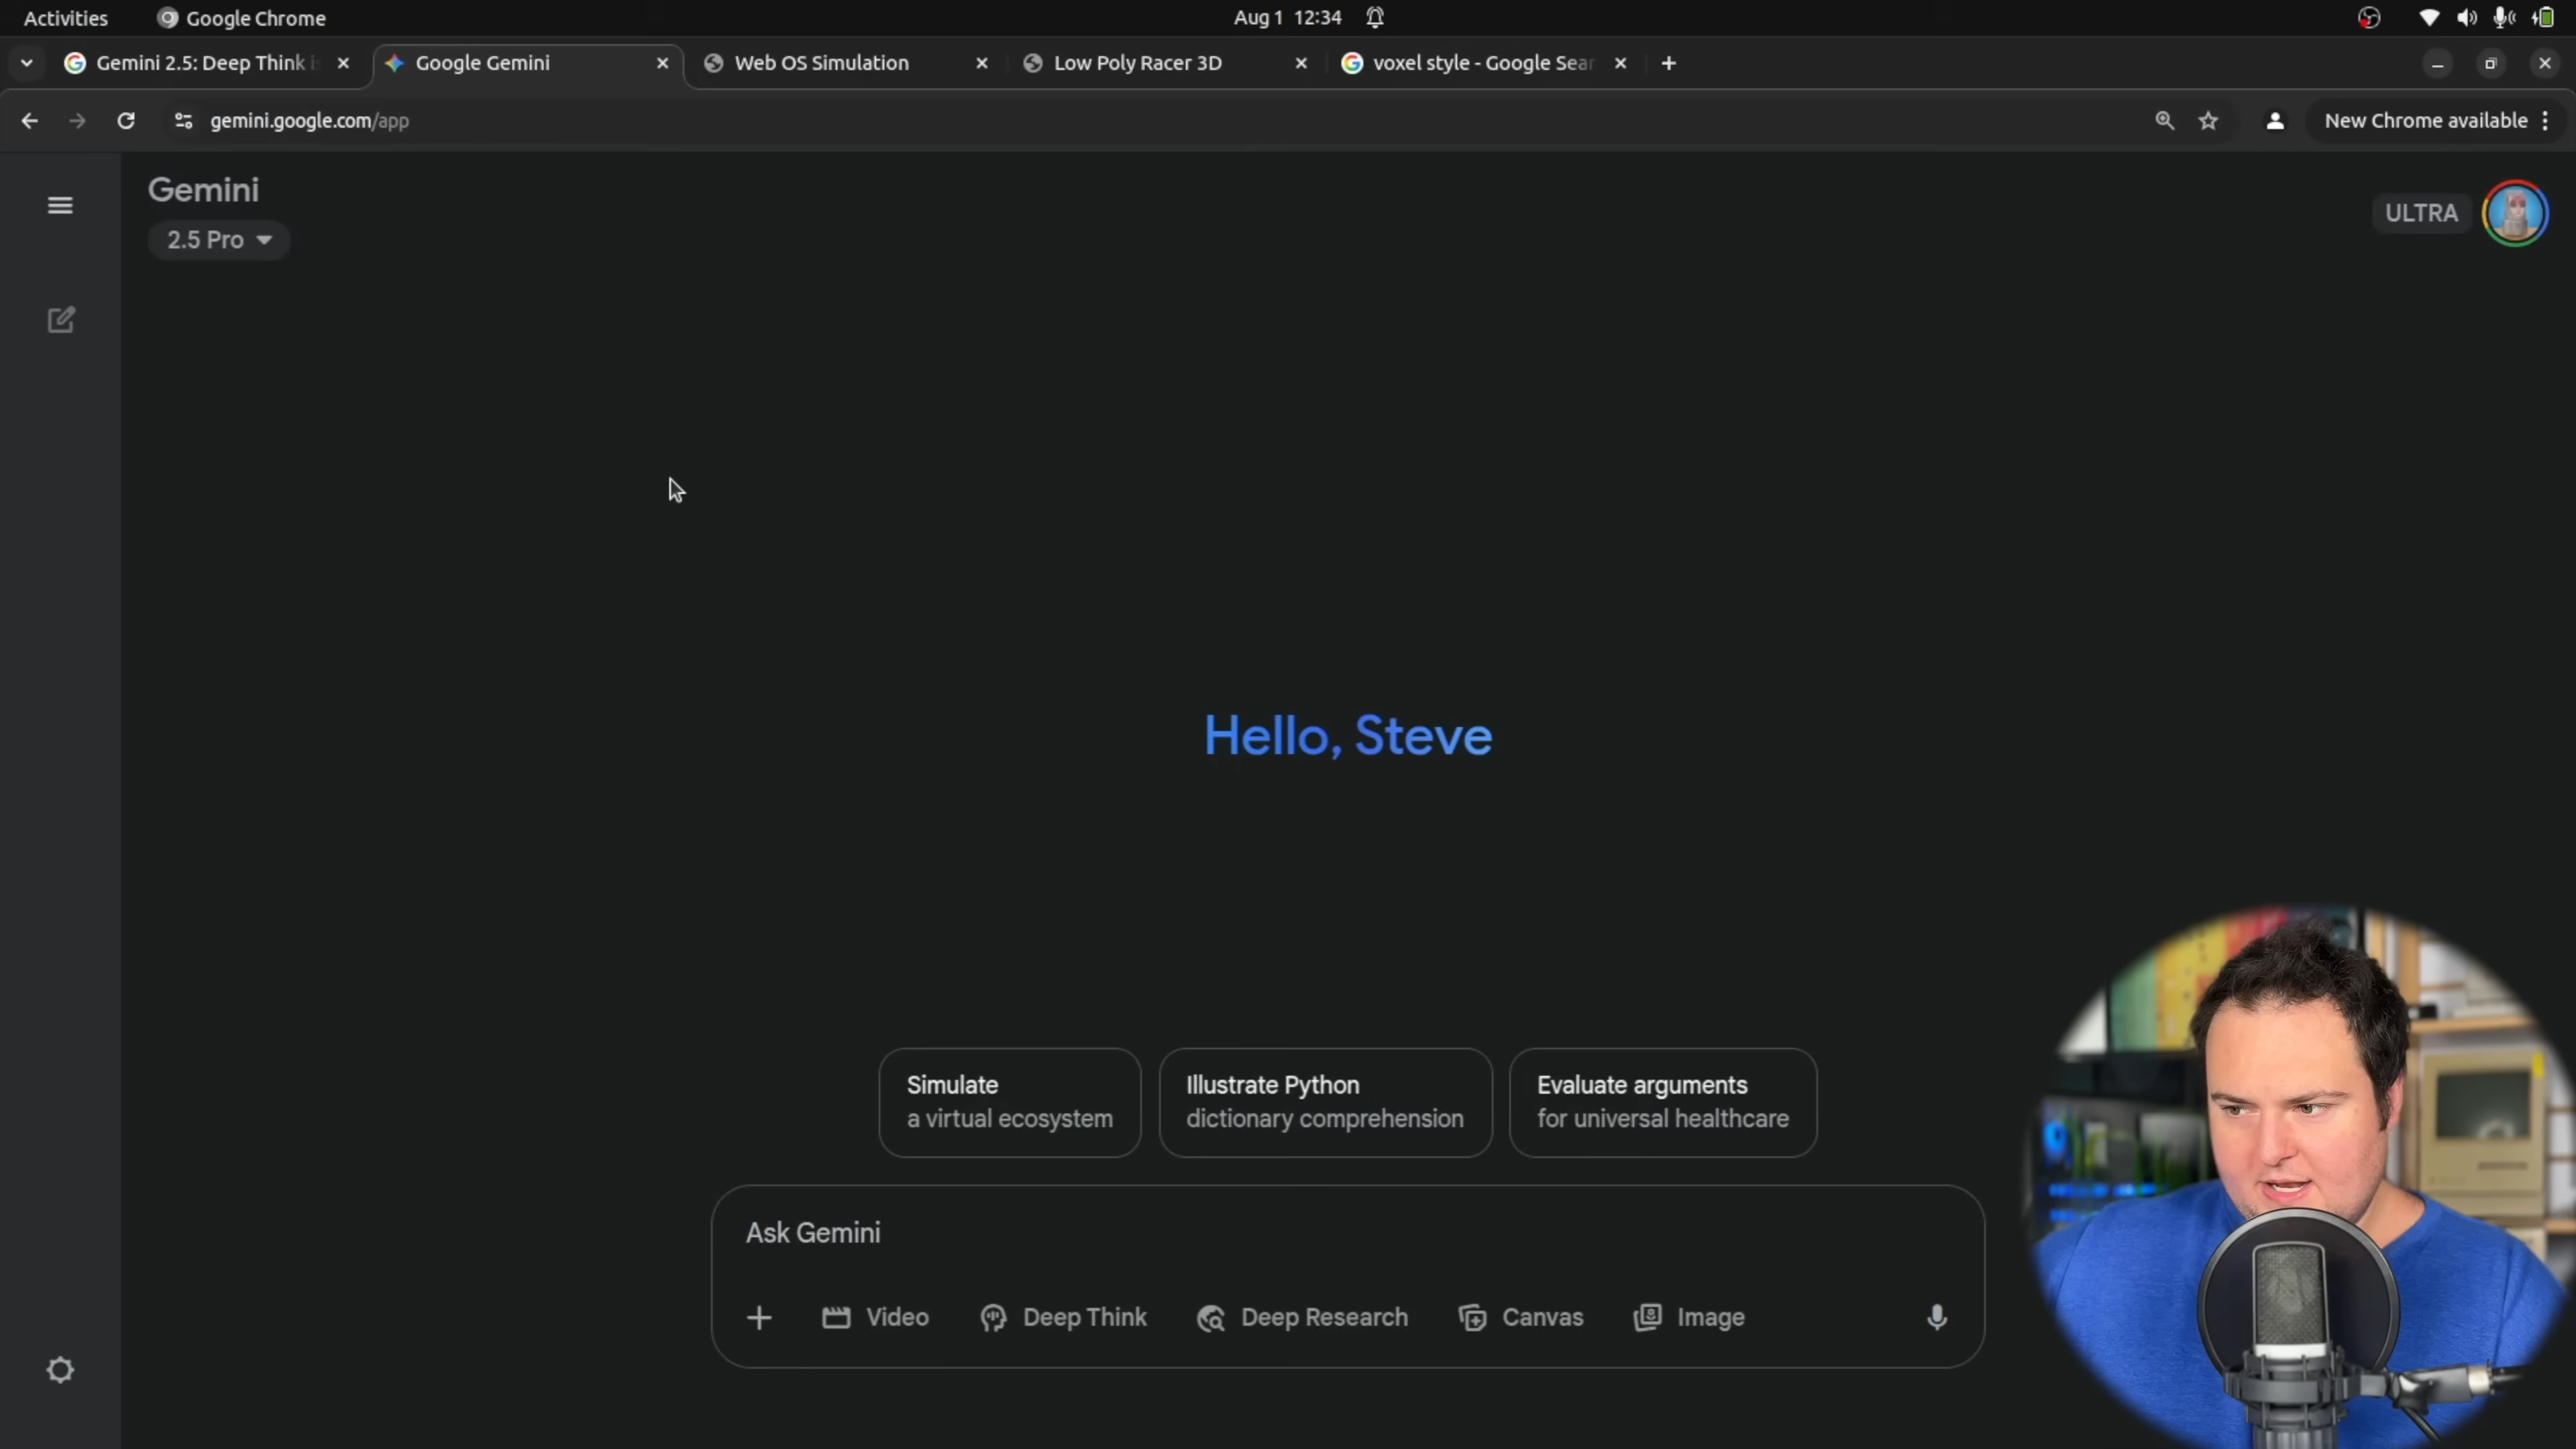 Activities
Google Chrome
Aug 1 12:34
Gemini 2.5: Deep Think i
Google Gemini
Web OS Simulation
Low Poly Racer 3D
voxel style - Google Sear
gemini.google.com/app
New Chrome available
Gemini
2.5 Pro
ULTRA
Hello, Steve
Simulate
a virtual ecosystem
Illustrate Python
dictionary comprehension
Evaluate arguments
for universal healthcare
Ask Gemini
Video
Deep Think
Deep Research
Canvas
Image